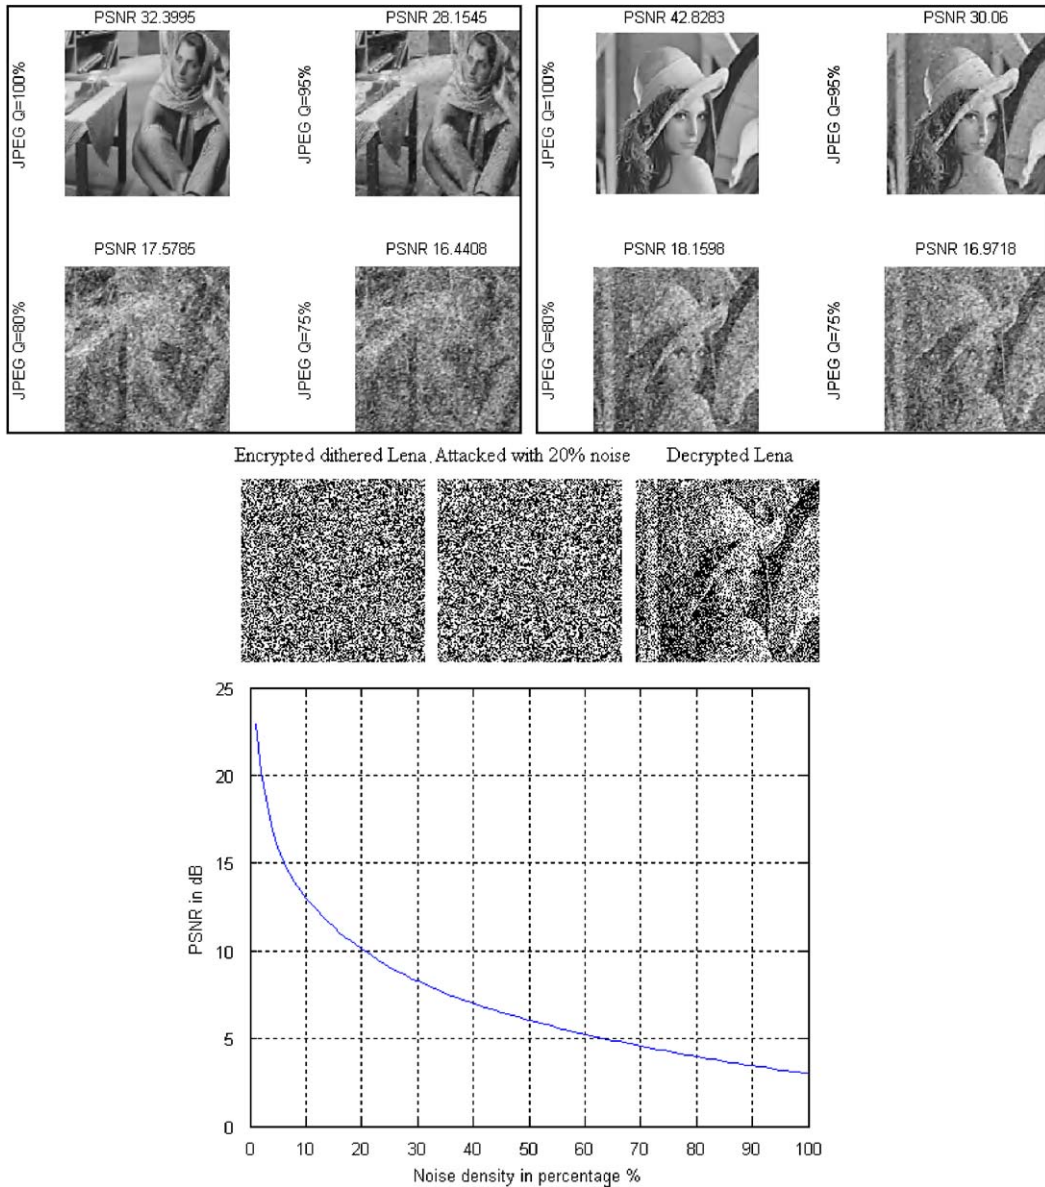 PSNR 32.3995
PSNR 28.1545
JPEG Q=100%
JPEG Q=95%
PSNR 17.5785
PSNR 16.4408
JPEG Q=80%
JPEG Q=75%
PSNR 42.8283
PSNR 30.06
JPEG Q=100%
JPEG Q=95%
PSNR 18.1598
PSNR 16.9718
JPEG Q=80%
JPEG Q=75%
Encrypted dithered Lena. Attacked with 20% noise Decrypted Lena
25
20
15
10
5
0
PSNR in dB
0 10 20 30 40 50 60 70 80 90 100
Noise density in percentage %